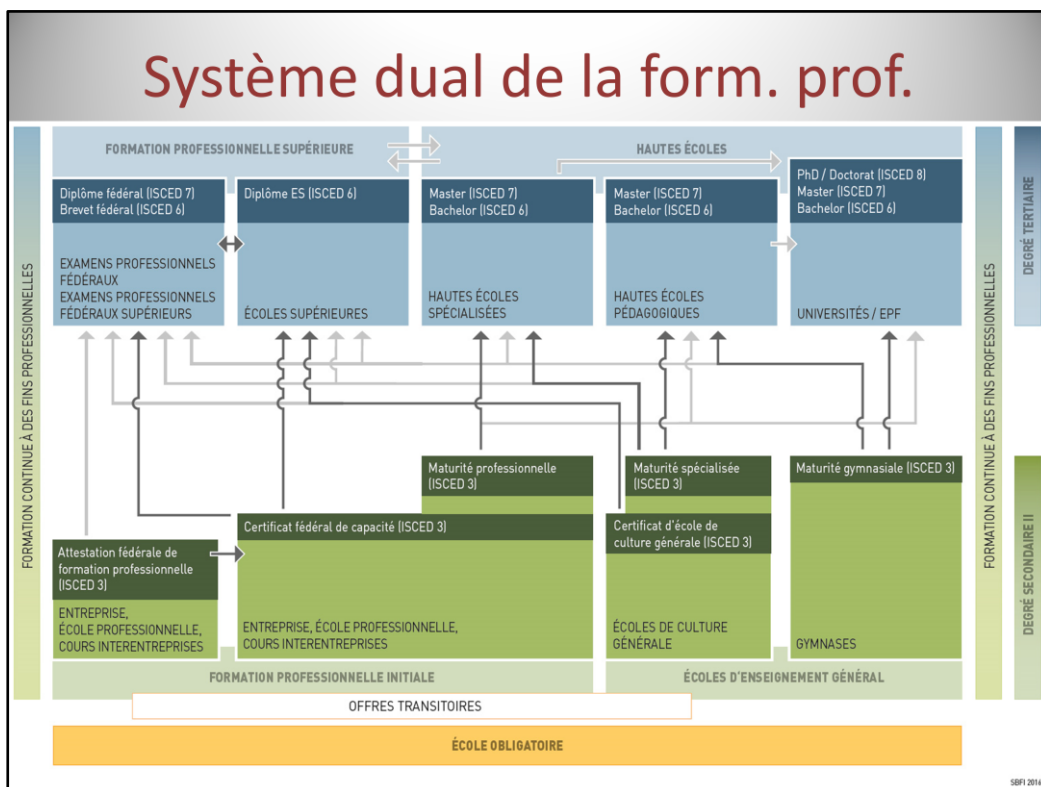 Système dual de la form. prof.
FORMATION CONTINUE À DES FINS PROFESSIONNELLES
FORMATION PROFESSIONNELLE SUPÉRIEURE
HAUTES ÉCOLES
Diplôme fédéral (ISCED 7)
Brevet fédéral (ISCED 6)
EXAMENS PROFESSIONNELS
FÉDÉRAUX
EXAMENS PROFESSIONNELS
FÉDÉRAUX SUPÉRIEURS
Diplôme ES (ISCED 6)
ÉCOLES SUPÉRIEURES
Master (ISCED 7)
Bachelor (ISCED 6)
HAUTES ÉCOLES
SPÉCIALISÉES
Master (ISCED 7)
Bachelor (ISCED 6)
HAUTES ÉCOLES
PÉDAGOGIQUES
PhD / Doctorat (ISCED 8)
Master (ISCED 7)
Bachelor (ISCED 6)
UNIVERSITÉS / EPF
FORMATION CONTINUE À DES FINS PROFESSIONNELLES
DEGRÉ TERTIAIRE
Attestation fédérale de
formation professionnelle
(ISCED 3)
ENTREPRISE,
ÉCOLE PROFESSIONNELLE,
COURS INTERENTREPRISES
Maturité professionnelle
(ISCED 3)
Certificat fédéral de capacité (ISCED 3)
ENTREPRISE, ÉCOLE PROFESSIONNELLE,
COURS INTERENTREPRISES
Maturité spécialisée
(ISCED 3)
Certificat d'école de
culture générale (ISCED 3)
ÉCOLES DE CULTURE
GÉNÉRALE
Maturité gymnasiale (ISCED 3)
GYMNASES
DEGRÉ SECONDAIRE II
FORMATION PROFESSIONNELLE INITIALE
ÉCOLES D'ENSEIGNEMENT GÉNÉRAL
OFFRES TRANSITOIRES
ÉCOLE OBLIGATOIRE
SBFI 2016